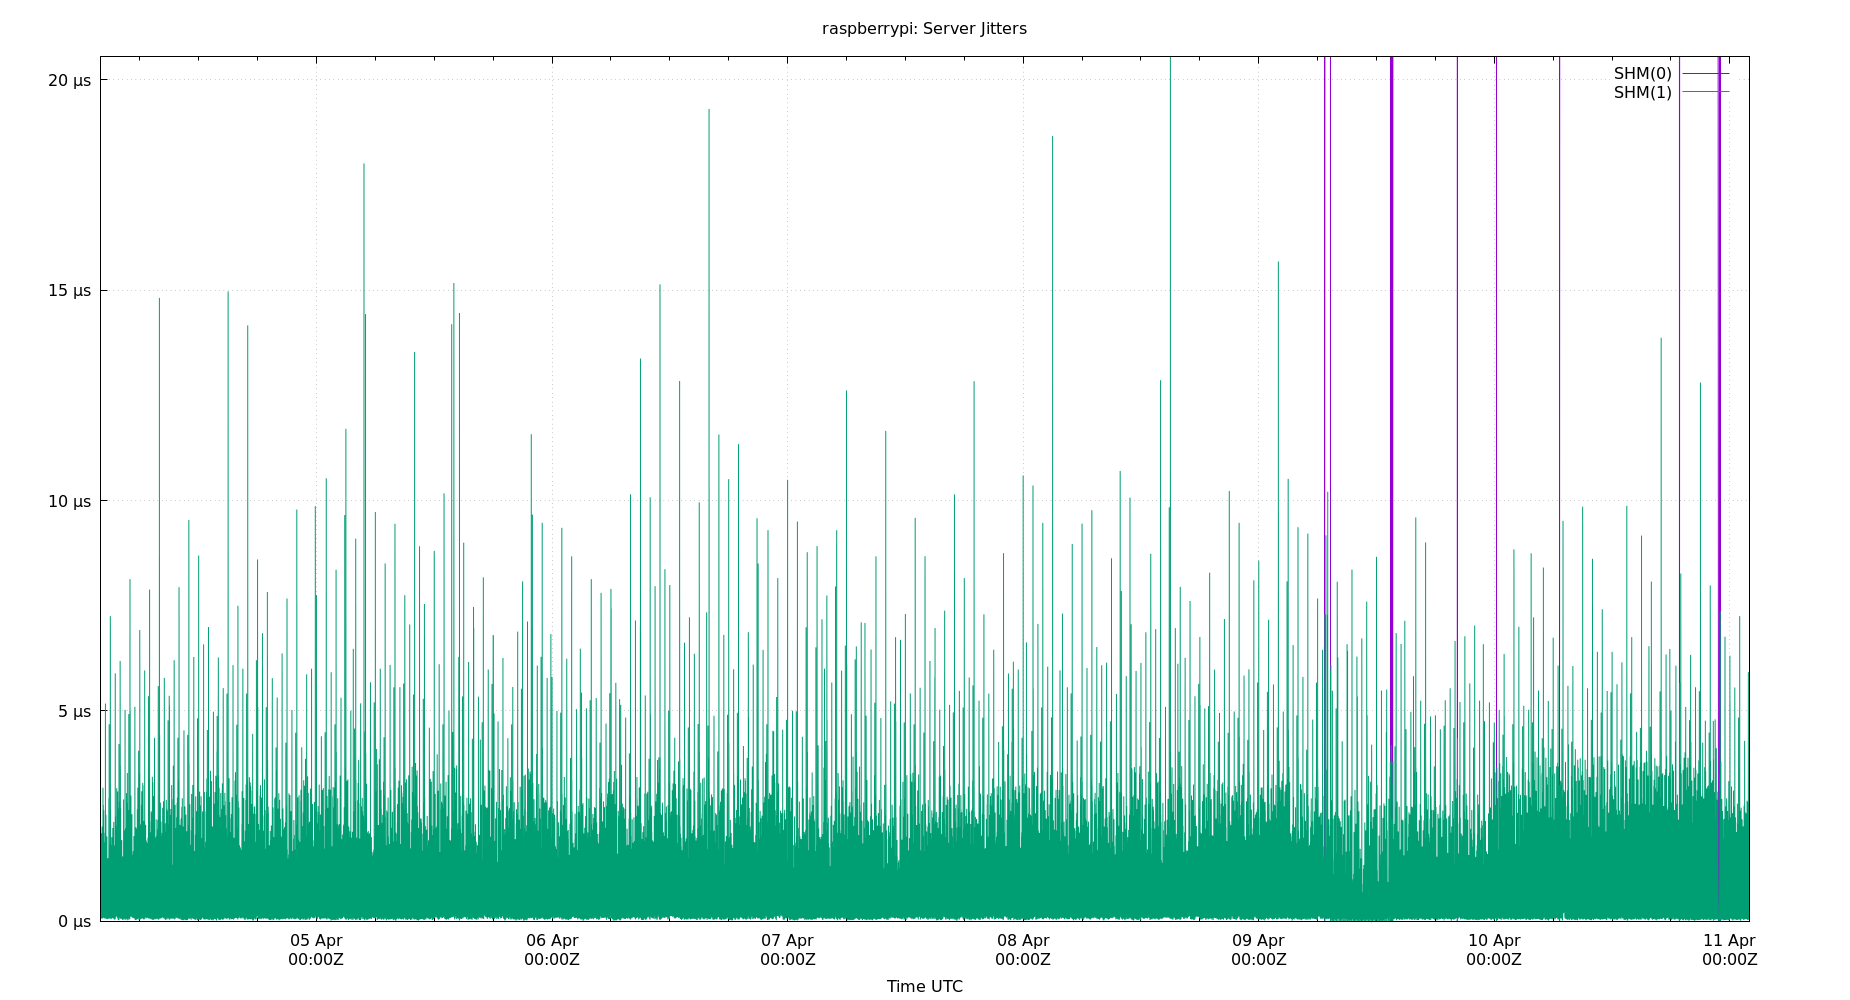 raspberrypi: Server Jitters
20 µs
15 µs
10 µs
5 µs
0 µs
SHM(0)
SHM(1)
05 Apr
00:00Z
06 Apr
00:00Z
07 Apr
00:00Z
08 Apr
00:00Z
09 Apr
00:00Z
10 Apr
00:00Z
11 Apr
00:00Z
Time UTC